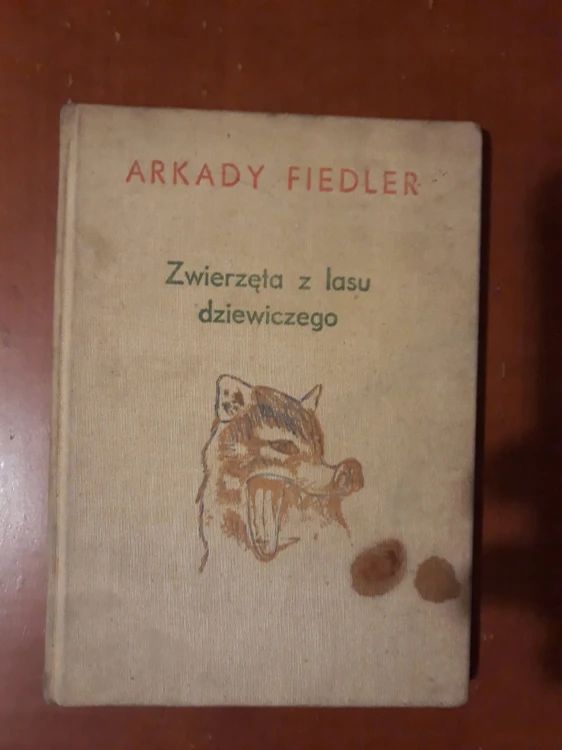 ARKADY FIEDLER
Zwierzęta z lasu
dziewiczego